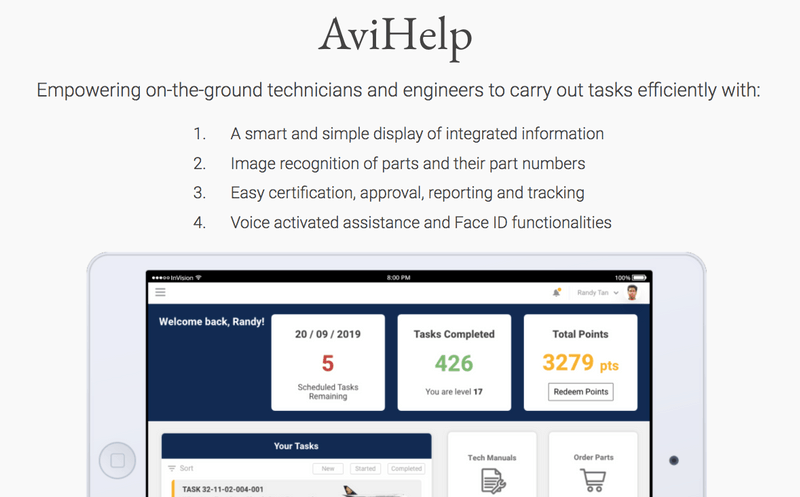 AviHelp
Empowering on-the-ground technicians and engineers to carry out tasks efficiently with:
1. A smart and simple display of integrated information
2. Image recognition of parts and their part numbers
3. Easy certification, approval, reporting and tracking
4. Voice activated assistance and Face ID functionalities
InVision
8:00 PM
100%
Randy Tan
Welcome back, Randy!
20 / 09 / 2019
5
Scheduled Tasks
Remaining
Tasks Completed
426
You are level 17
Total Points
3279 pts
Redeem Points
Your Tasks
Sort
New
Started
Completed
TASK 32-11-02-004-001
Tech Manuals
Order Parts